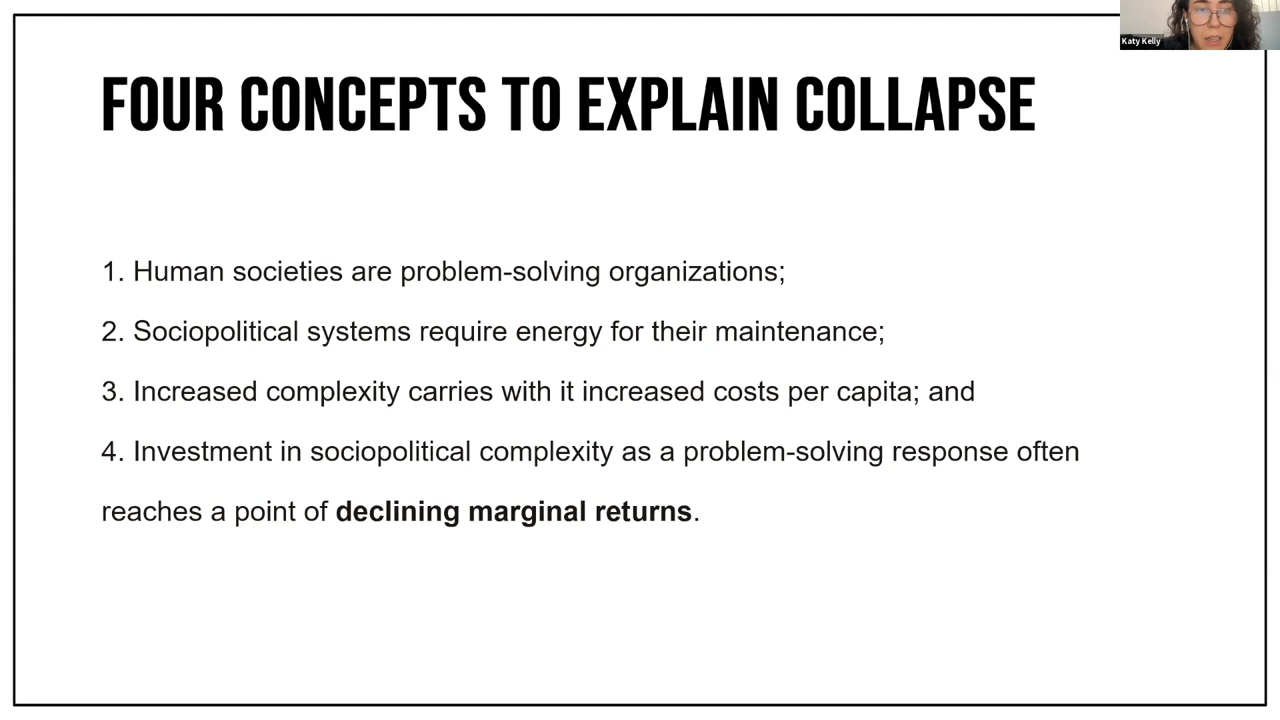 Katy Kelly
FOUR CONCEPTS TO EXPLAIN COLLAPSE
1. Human societies are problem-solving organizations;
2. Sociopolitical systems require energy for their maintenance;
3. Increased complexity carries with it increased costs per capita; and
4. Investment in sociopolitical complexity as a problem-solving response often
reaches a point of declining marginal returns.